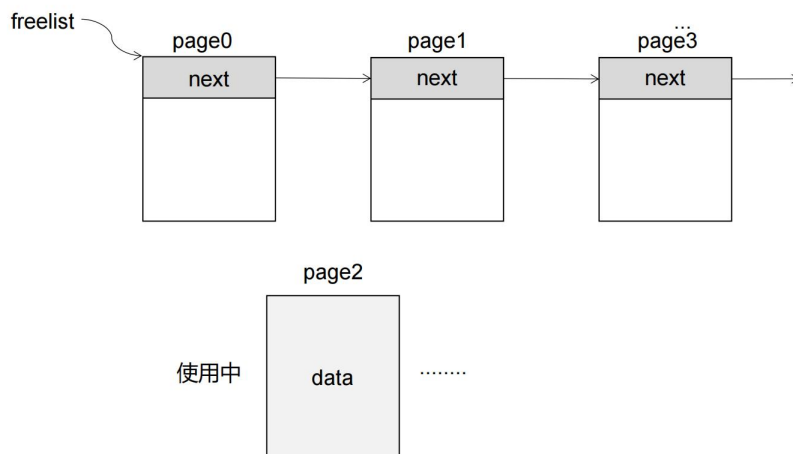 freelist
page0
page1
...
page3
next
next
next
page2
使用中
data
........